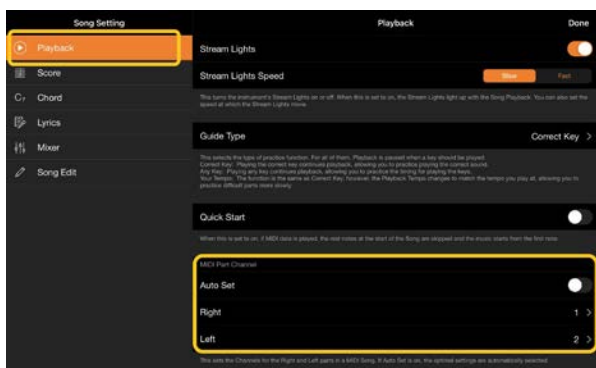 Song Setting
Playback
Done
Playback
Score
C7 Chord
Lyrics
Mixer
Song Edit
Stream Lights
Stream Lights Speed
Slow
Fast
This turns the instrument's Stream Lights on or off. When this is set to on, the Stream Lights light up with the Song Playback. You can also set the
speed at which the Stream Lights move.
Guide Type
Correct Key >
This selects the type of practice function. For all of them, Playback is paused when a key should be played.
Correct Key: Playing the correct key continues playback, allowing you to practice playing the correct sound.
Any Key: Playing any key continues playback, allowing you to practice the timing for playing the keys.
Your Tempo: The function is the same as Correct Key; however, the Playback Tempo changes to match the tempo you play at, allowing you to
practice difficult parts more slowly.
Quick Start
When this is set to on, if MIDI data is played, the rest notes at the start of the Song are skipped and the music starts from the first note.
MIDI Part Channel
Auto Set
Right
1 >
Left
2 >
This sets the Channels for the Right and Left parts in a MIDI Song. If Auto Set is on, the optimal settings are automatically selected.